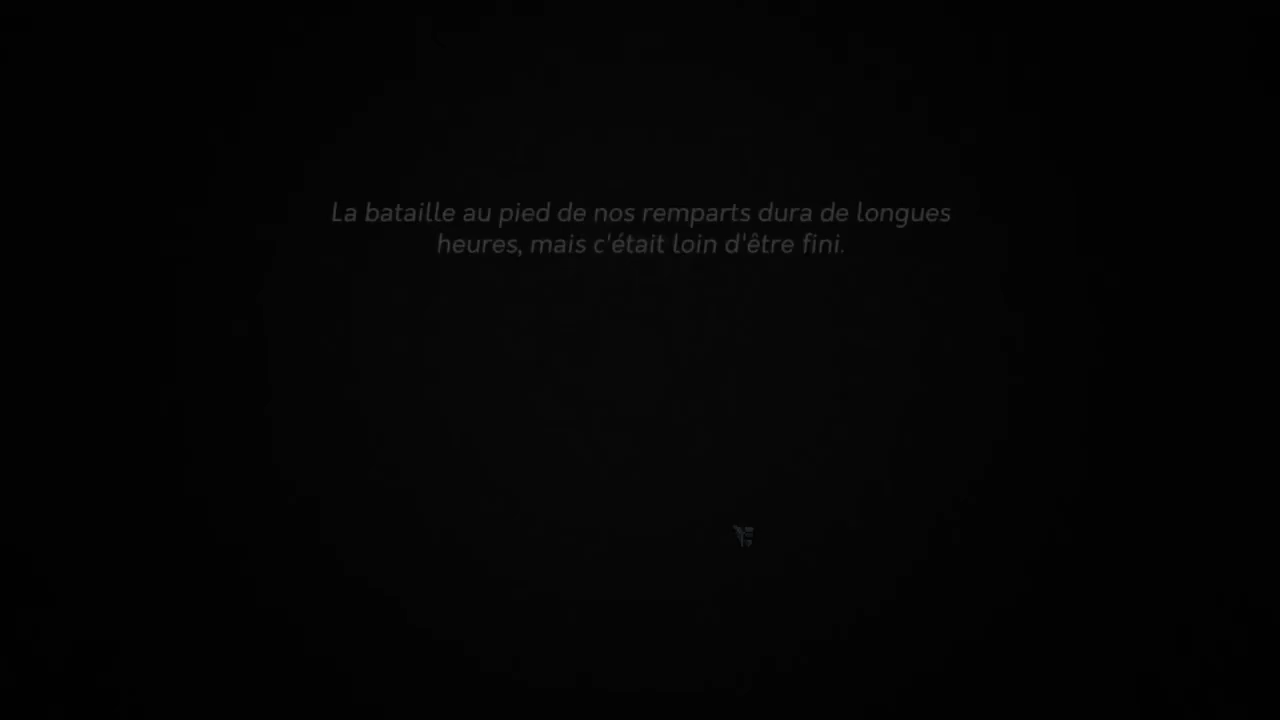 La bataille au pied de nos remparts dura de longues
heures, mais c'était loin d'être fini.